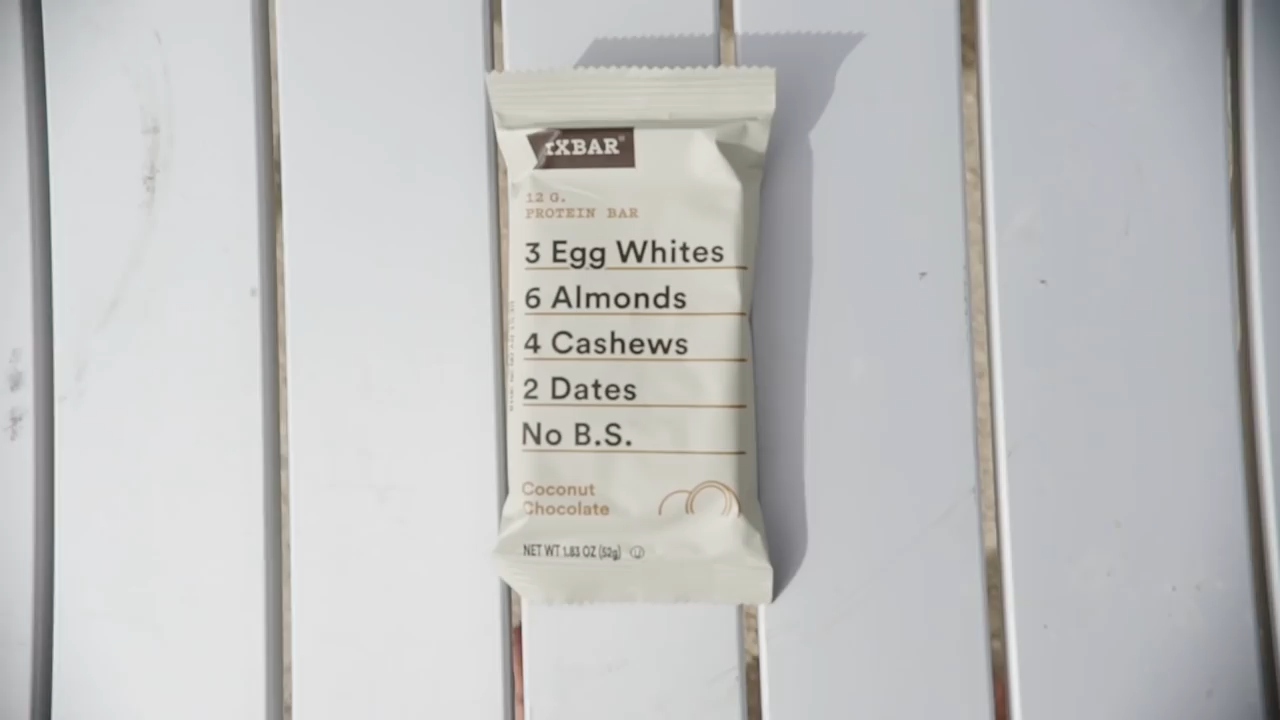 rXBAR®
12 G.
PROTEIN BAR
3 Egg Whites
6 Almonds
4 Cashews
2 Dates
No B.S.
Coconut
Chocolate
NET WT 1.83 OZ (52g)